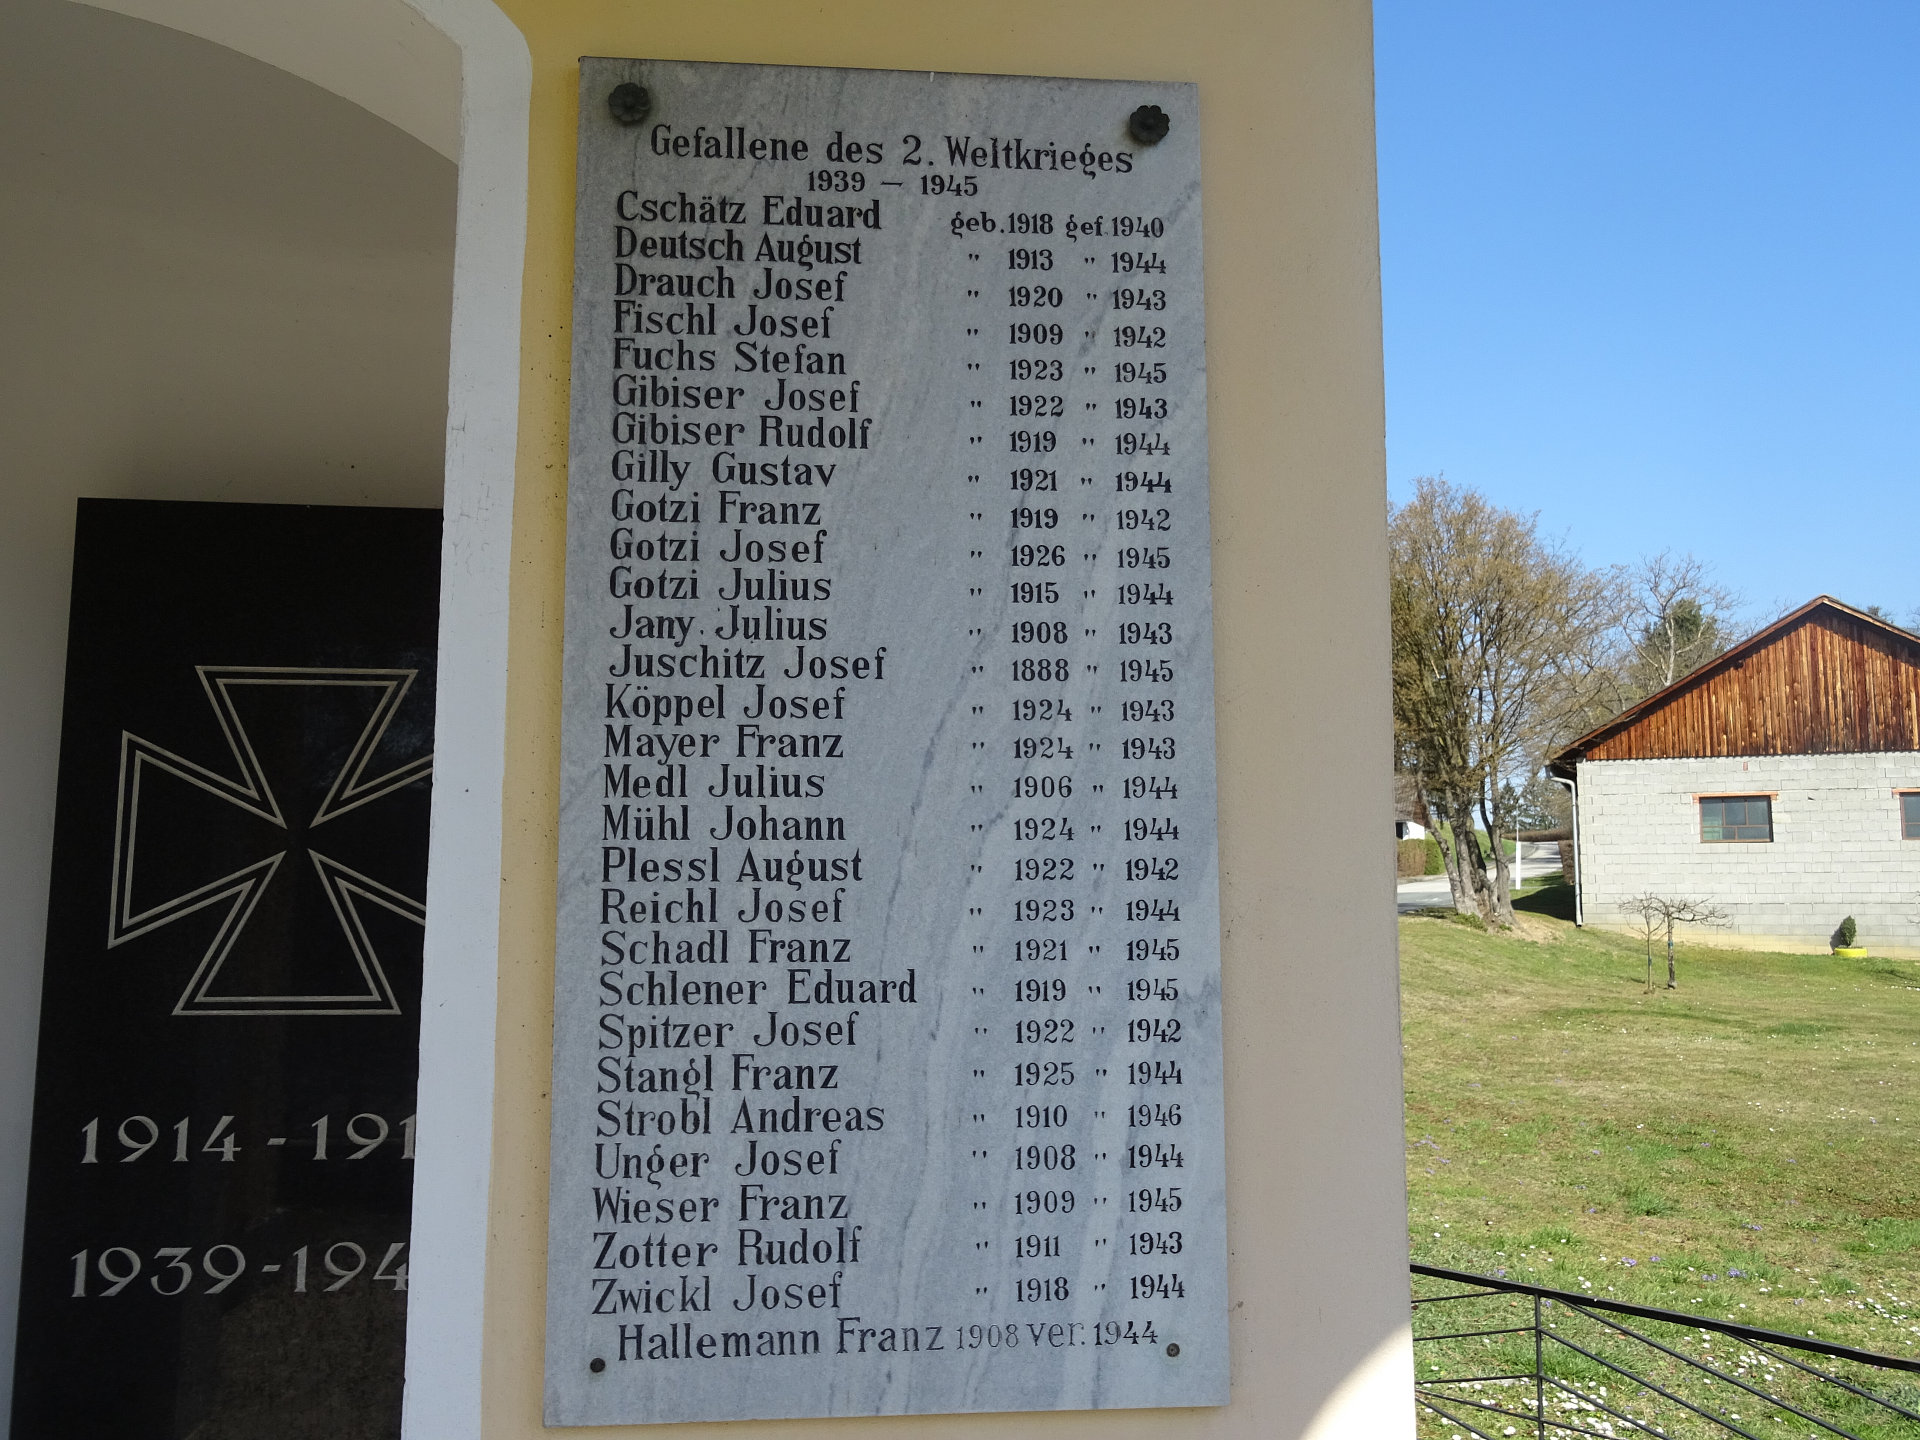 Gefallene des 2. Weltkrieges
1939 – 1945
Cschätz Eduard geb. 1918 gef. 1940
Deutsch August " 1913 " 1944
Drauch Josef " 1920 " 1943
Fischl Josef " 1909 " 1942
Fuchs Stefan " 1923 " 1945
Gibiser Josef " 1922 " 1943
Gibiser Rudolf " 1919 " 1944
Gilly Gustav " 1921 " 1944
Gotzi Franz " 1919 " 1942
Gotzi Josef " 1926 " 1945
Gotzi Julius " 1915 " 1944
Jany Julius " 1908 " 1943
Juschitz Josef " 1888 " 1945
Köppel Josef " 1924 " 1943
Mayer Franz " 1924 " 1943
Medl Julius " 1906 " 1944
Mühl Johann " 1924 " 1944
Plessl August " 1922 " 1942
Reichl Josef " 1923 " 1944
Schadl Franz " 1921 " 1945
Schlener Eduard " 1919 " 1945
Spitzer Josef " 1922 " 1942
Stangl Franz " 1925 " 1944
Strobl Andreas " 1910 " 1946
Unger Josef " 1908 " 1944
Wieser Franz " 1909 " 1945
Zotter Rudolf " 1911 " 1943
Zwickl Josef " 1918 " 1944
Hallemann Franz 1908 ver. 1944
1914 - 191
1939 - 194